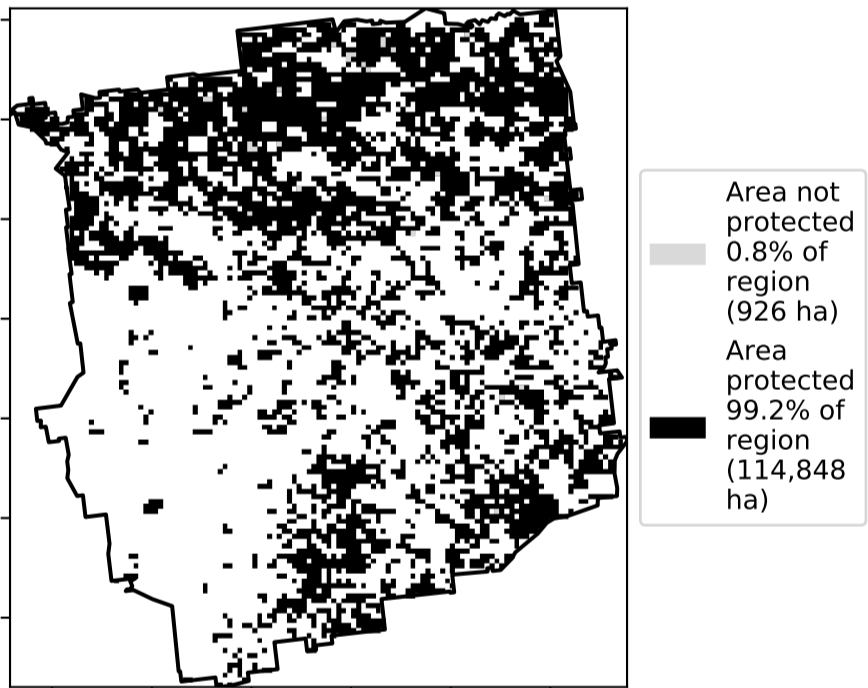 Area not
protected
0.8% of
region
(926 ha)
Area
protected
99.2% of
region
(114,848
ha)